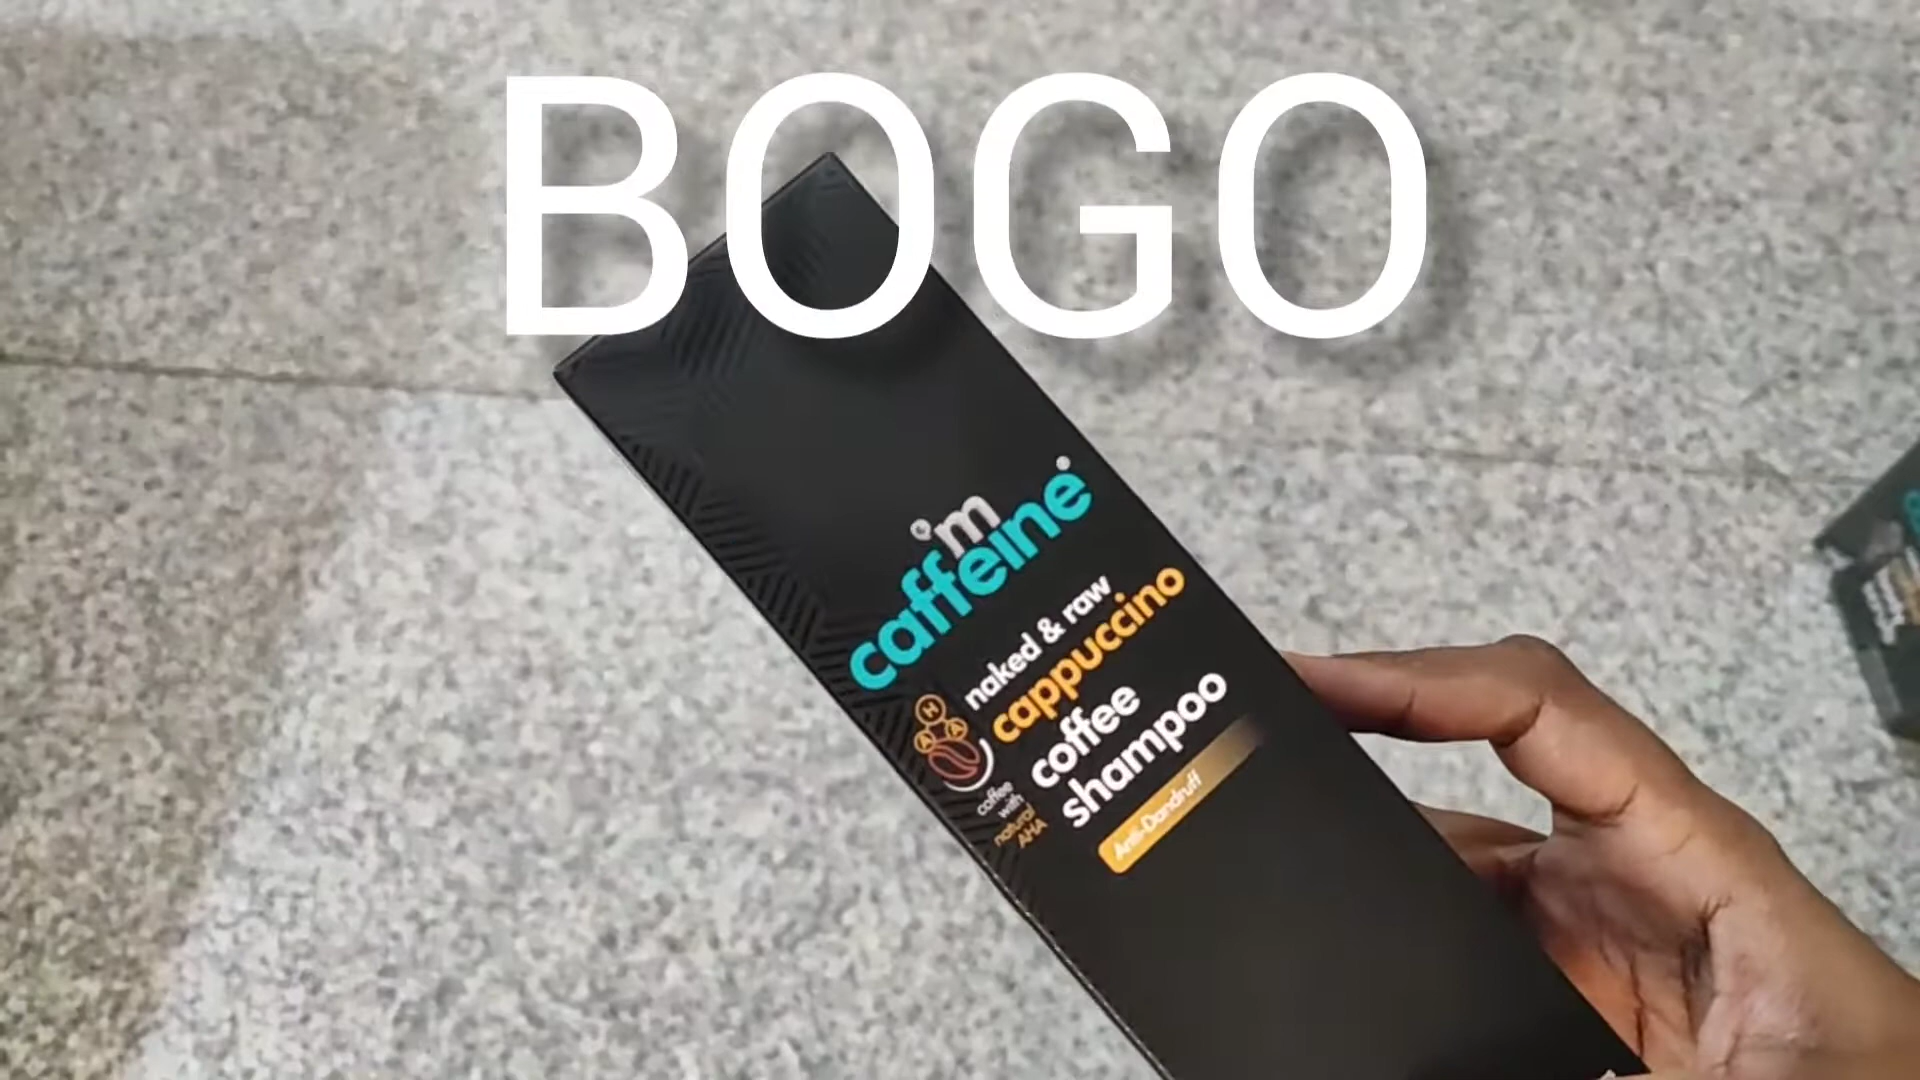 BOGO
m
caffeine
naked & raw
cappuccino
coffee
shampoo
Anti-Dandruff
H
A A
coffee
with
natural
AHA